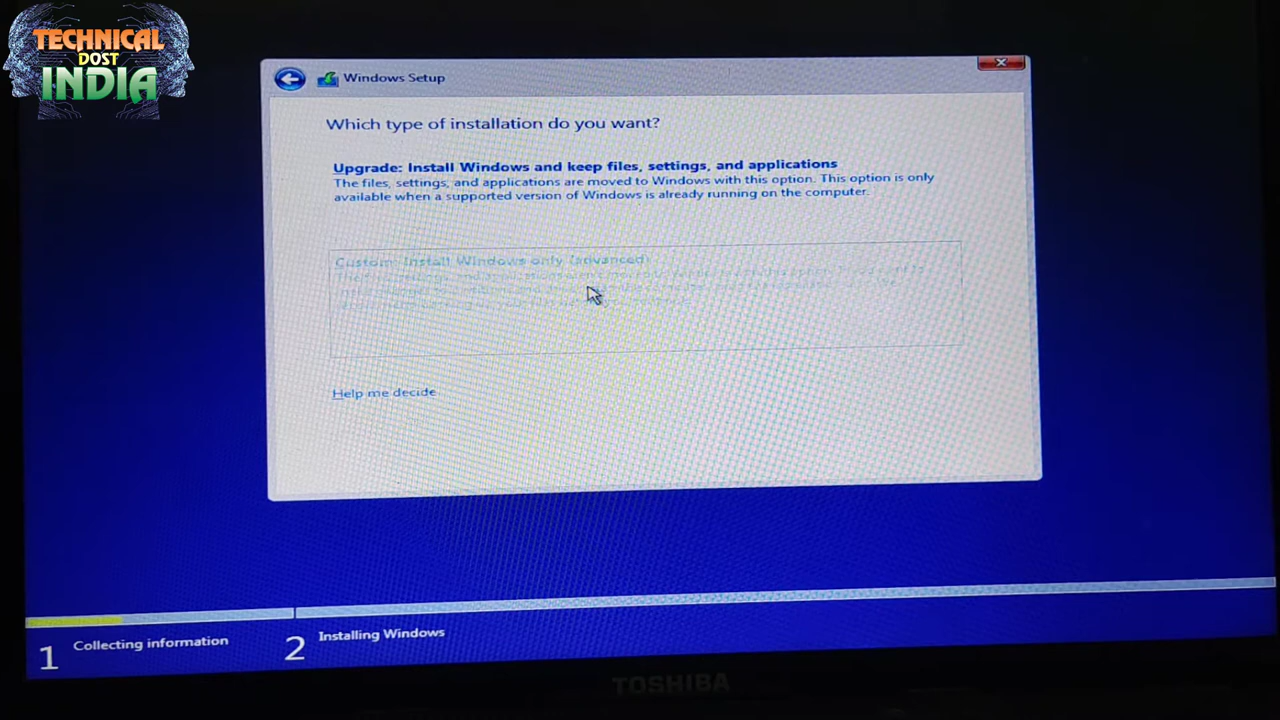 TECHNICAL
DOST
INDIA
Windows Setup
Which type of installation do you want?
Upgrade: Install Windows and keep files, settings, and applications
The files, settings, and applications are moved to Windows with this option. This option is only
available when a supported version of Windows is already running on the computer.
Custom: Install Windows only (advanced)
Help me decide
1 Collecting information
2 Installing Windows
TOSHIBA